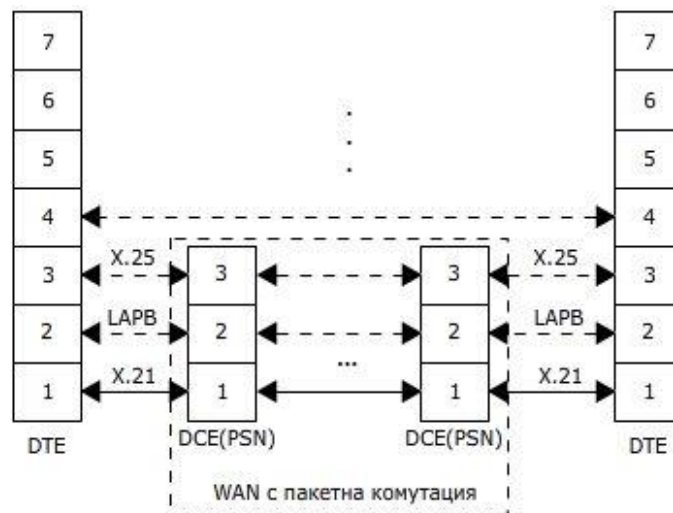 7 7
6 6
5 5
4 4
3 X.25 3 3 X.25 3
2 LAPB 2 2 LAPB 2
1 X.21 1 ... 1 X.21 1
DTE DCE(PSN) DCE(PSN) DTE
WAN с пакетна комутация